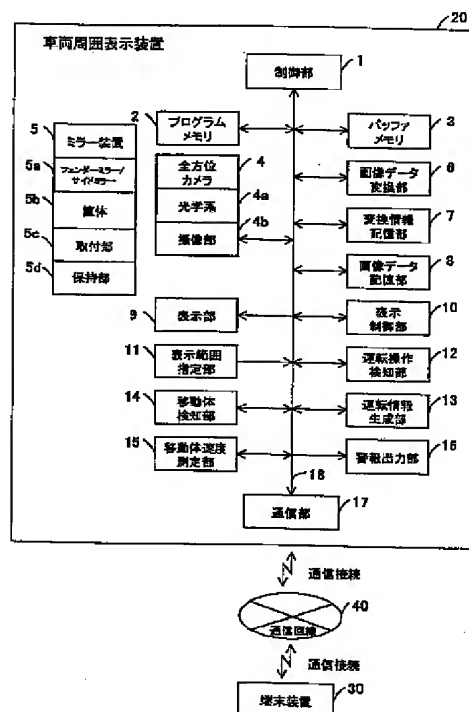 20
車両周囲表示装置
制御部
1
2
プログラム
メモリ
バッファ
メモリ
3
5
ミラー装置
5a
フェンダーミラー/
サイドミラー
5b
筐体
5c
取付部
5d
保持部
全方位
カメラ
4
光学系
4a
撮像部
4b
画像データ
変換部
6
変換情報
記憶部
7
画像データ
記憶部
8
9
表示部
表示
制御部
10
11
表示範囲
指定部
運転操作
検知部
12
14
移動体
検知部
運転情報
生成部
13
15
移動体速度
測定部
警報出力部
16
18
通信部
17
通信接続
40
通信回線
通信接続
端末装置
30